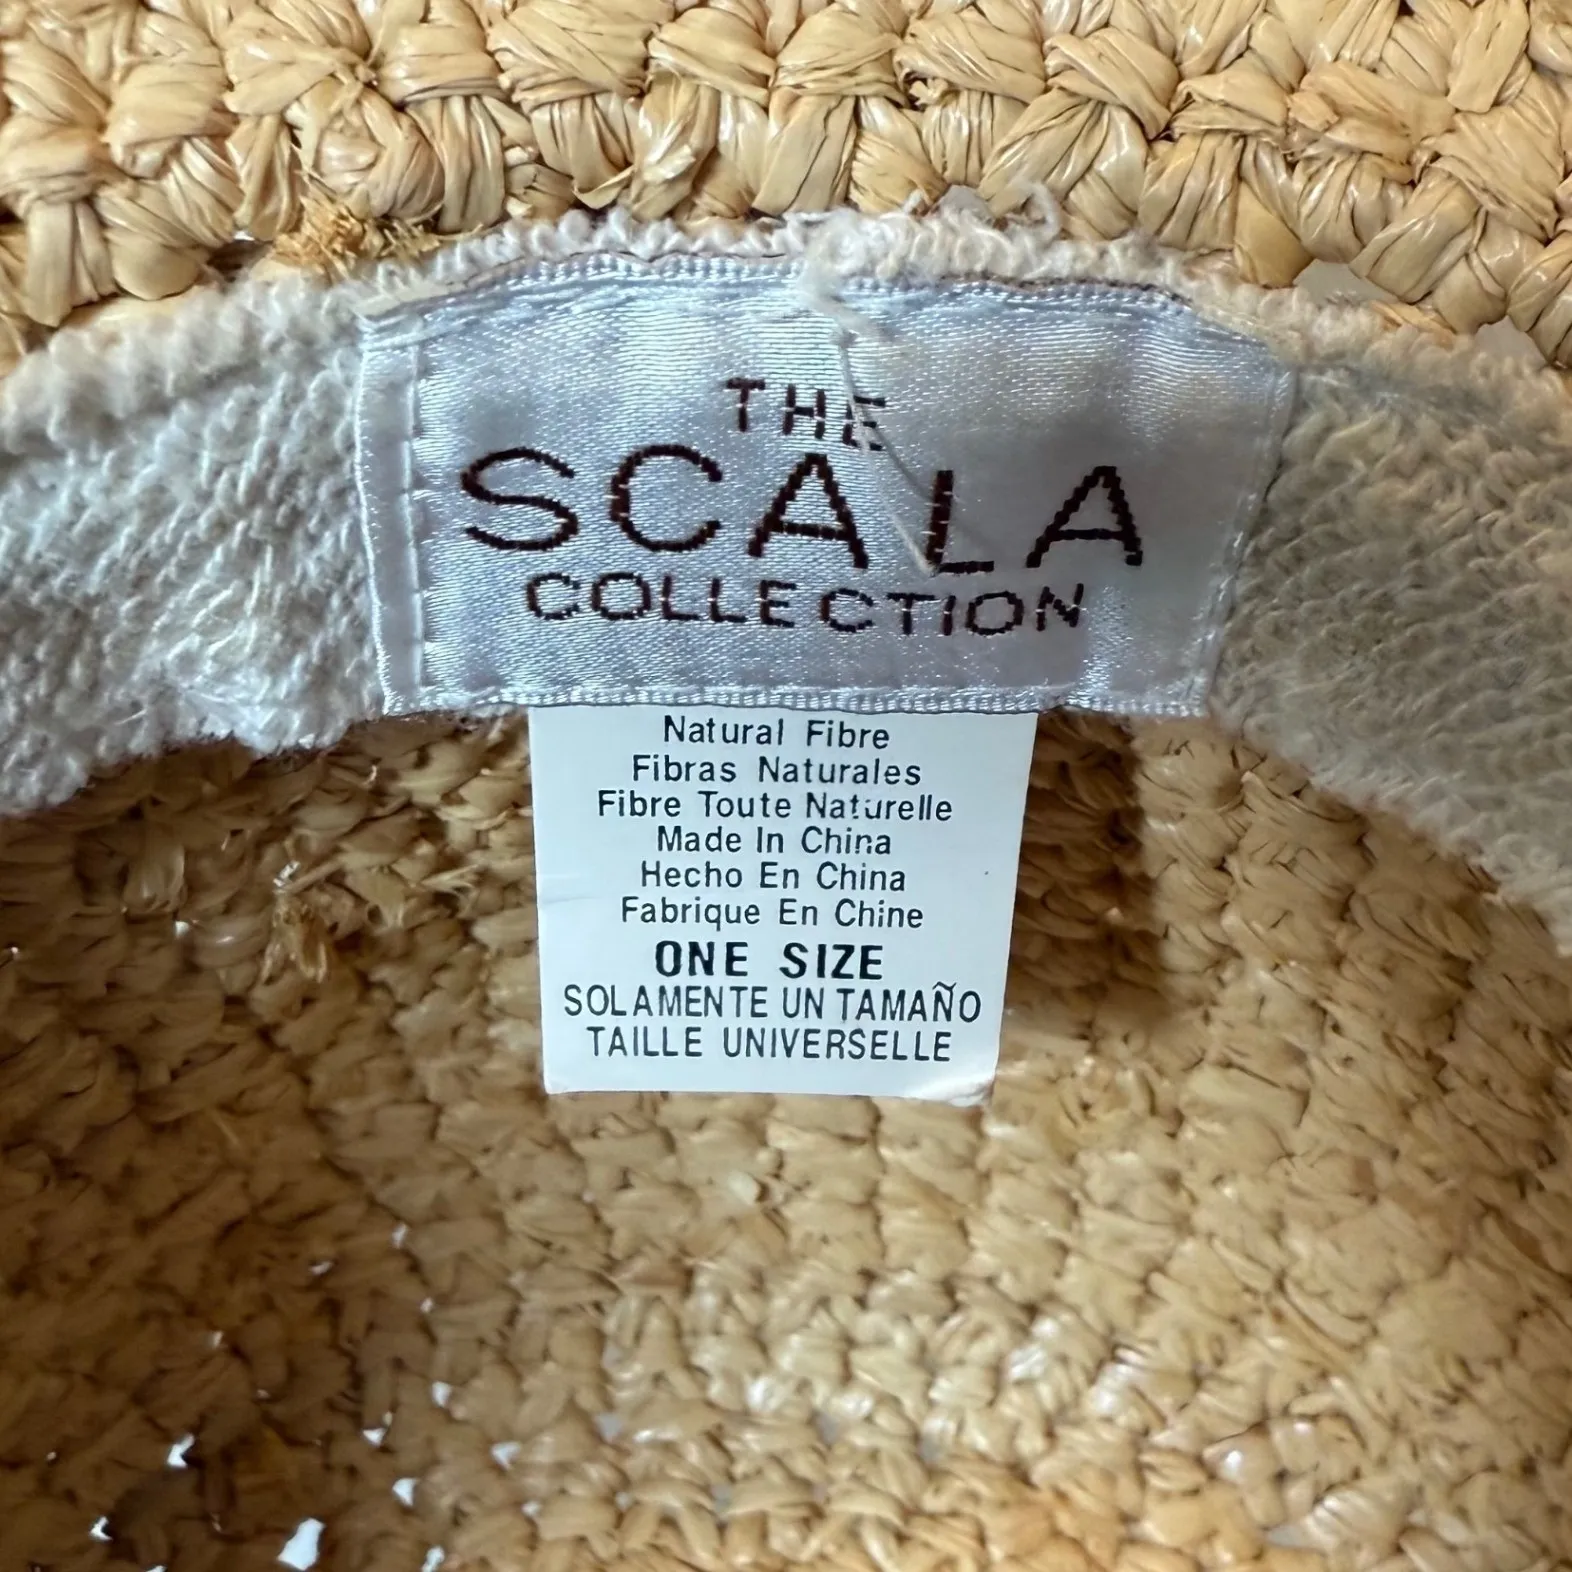 THE
SCALA
COLLECTION
Natural Fibre
Fibras Naturales
Fibre Toute Naturelle
Made In China
Hecho En China
Fabrique En Chine
ONE SIZE
SOLAMENTE UN TAMAÑO
TAILLE UNIVERSELLE